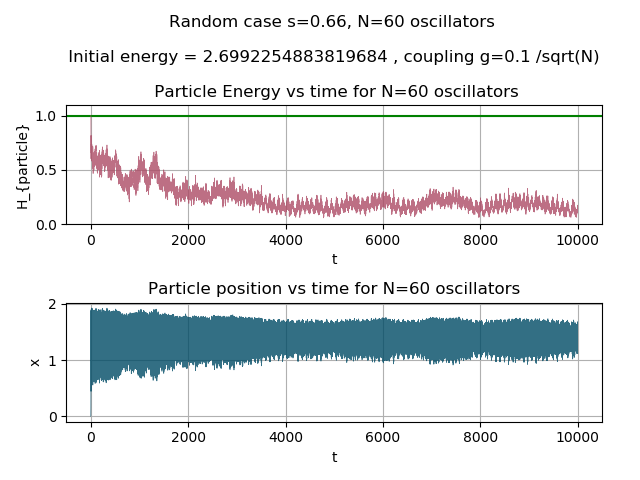 Random case s=0.66, N=60 oscillators
Initial energy = 2.6992254883819684 , coupling g=0.1 /sqrt(N)
Particle Energy vs time for N=60 oscillators
H_{particle}
1.0
0.5
0.0
0 2000 4000 6000 8000 10000
t
Particle position vs time for N=60 oscillators
x
2
1
0
0 2000 4000 6000 8000 10000
t